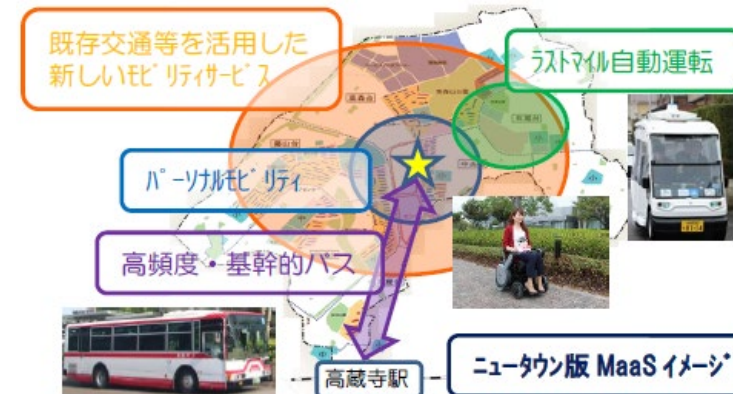 既存交通等を活用した
新しいモビリティサービス
ラストマイル自動運転
パーソナルモビリティ
高頻度・基幹的バス
高蔵寺駅
ニュータウン版 MaaS イメージ